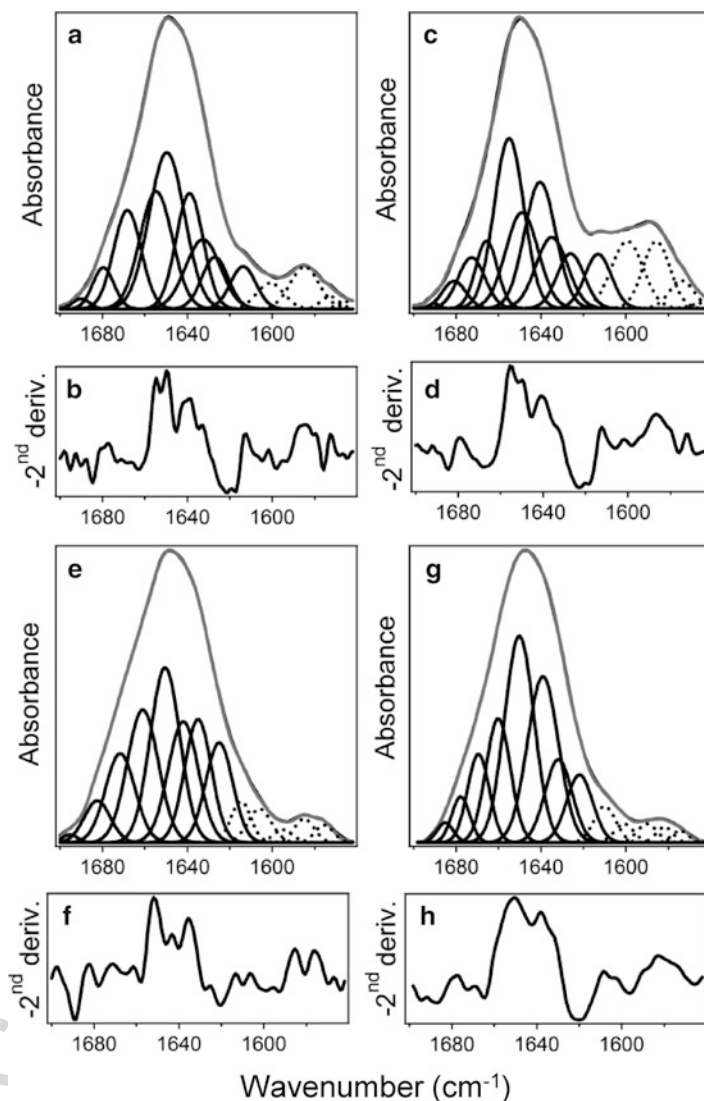 a
c
Absorbance
Absorbance
1680 1640 1600
1680 1640 1600
b
d
-2nd deriv.
-2nd deriv.
1680 1640 1600
1680 1640 1600
e
g
Absorbance
Absorbance
1680 1640 1600
1680 1640 1600
f
h
-2nd deriv.
-2nd deriv.
1680 1640 1600
1680 1640 1600
Wavenumber (cm-1)